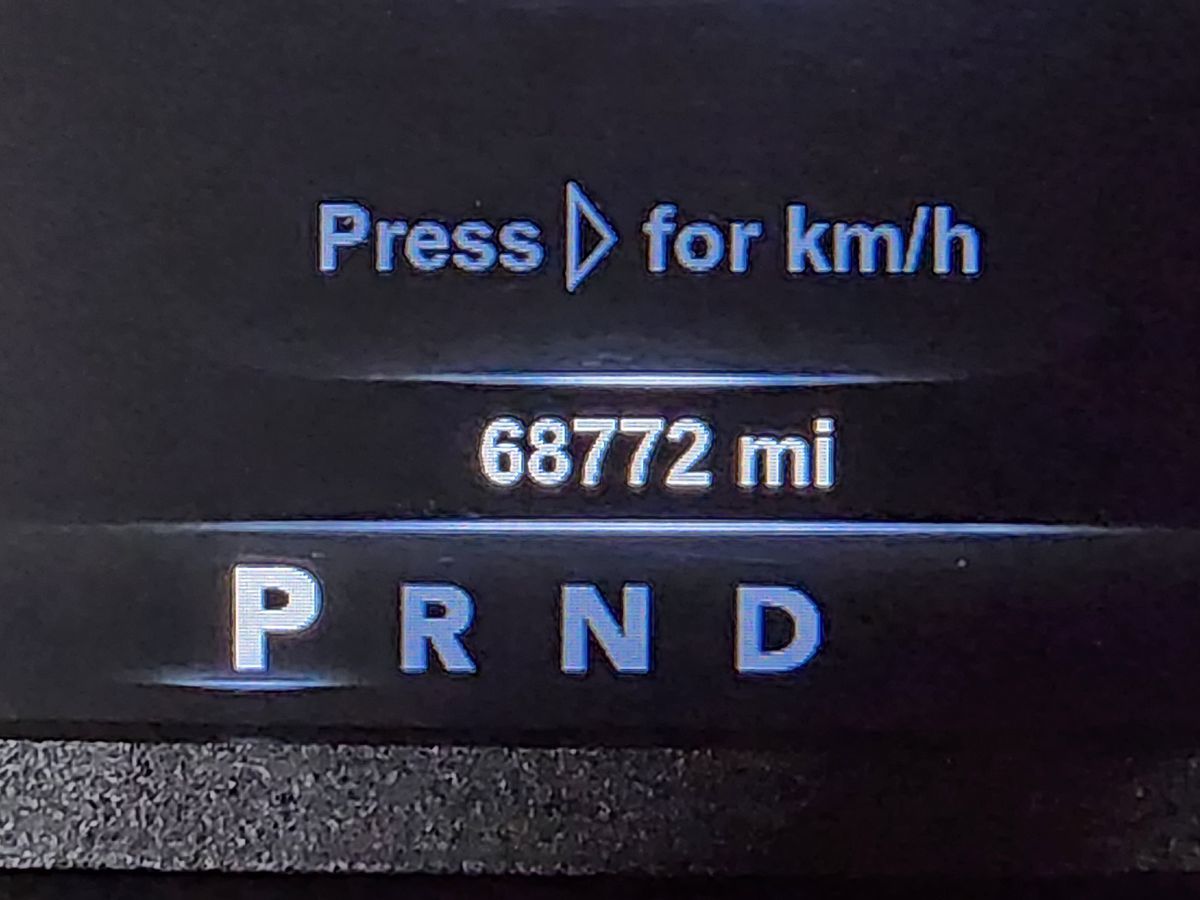 Press ▷ for km/h
68772 mi
P R N D